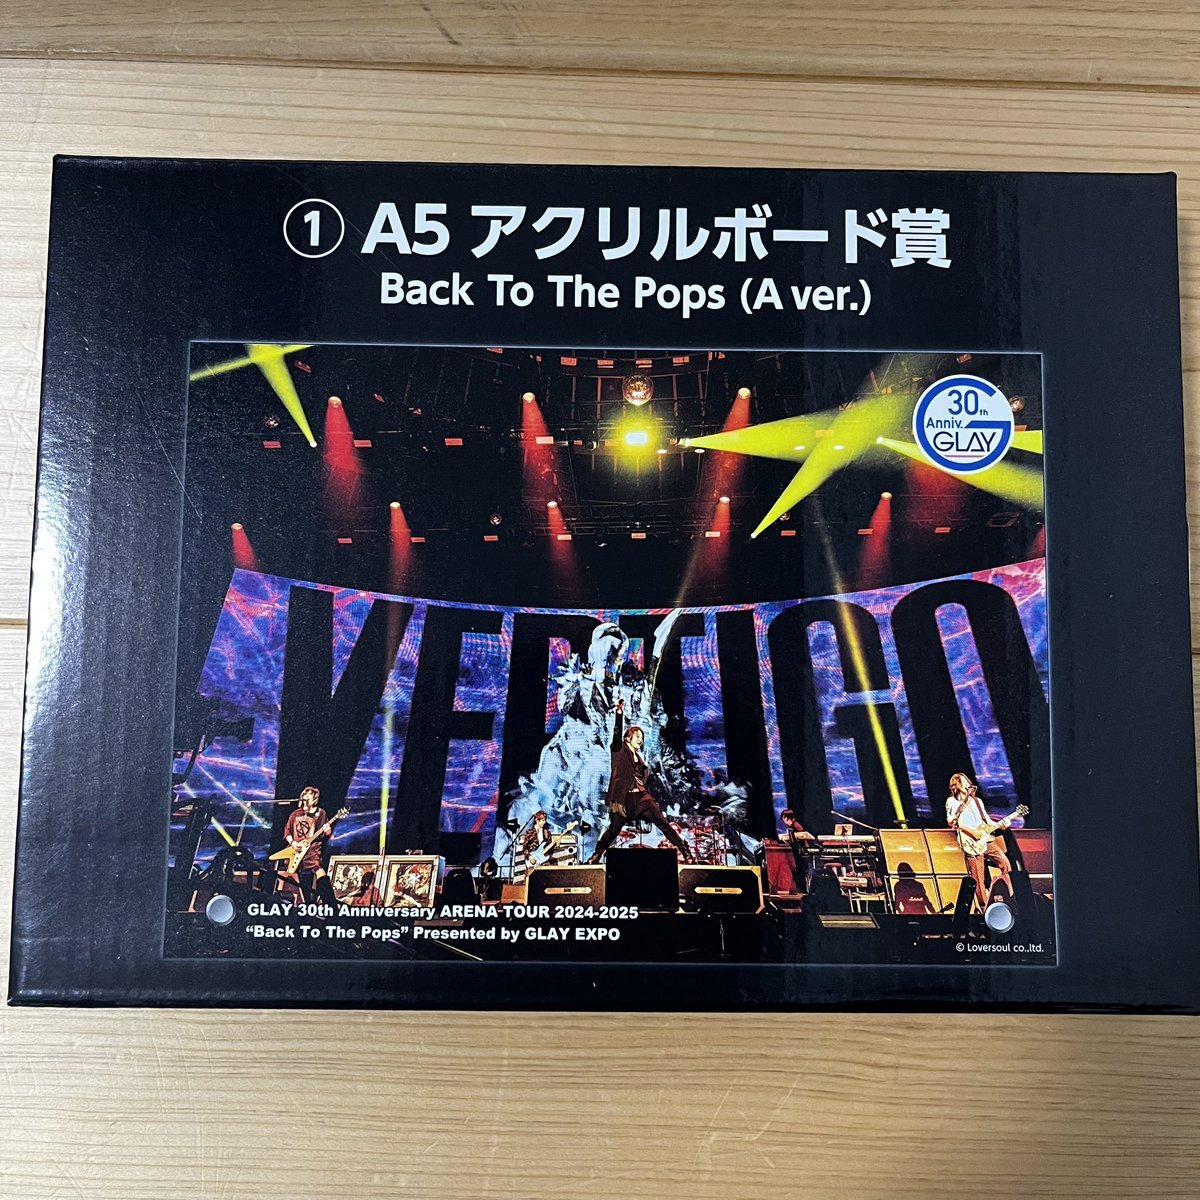 ① A5 アクリルボード賞
Back To The Pops (A ver.)
30th
Anniv.
GLAY
VERTIGO
GLAY 30th Anniversary ARENA TOUR 2024-2025
“Back To The Pops” Presented by GLAY EXPO
© Loversoul co.,ltd.